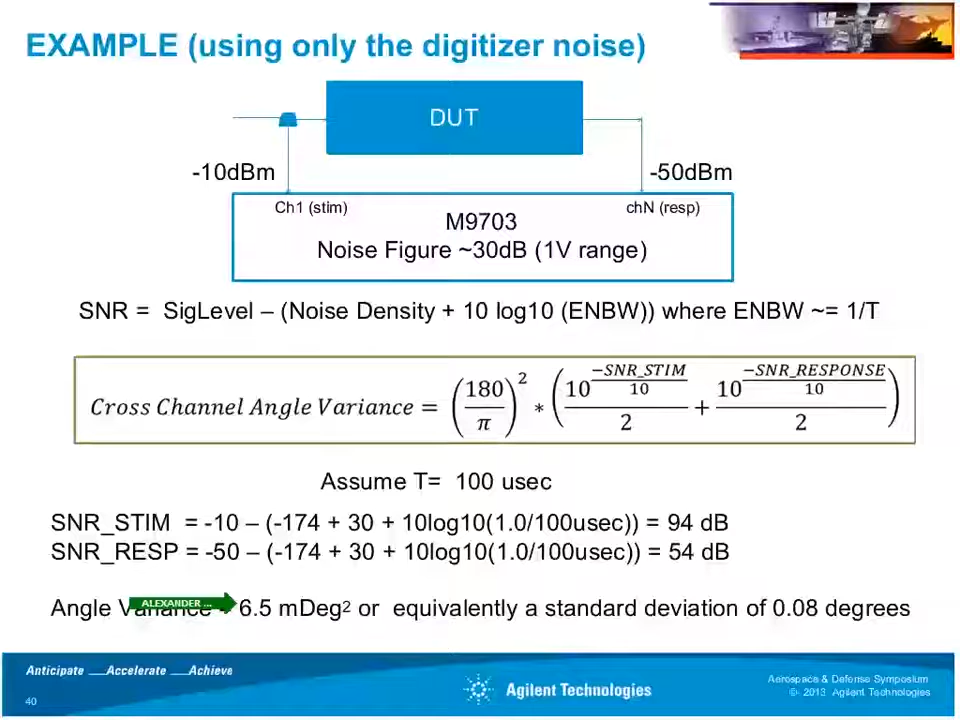 EXAMPLE (using only the digitizer noise)
DUT
-10dBm
-50dBm
Ch1 (stim)
chN (resp)
M9703
Noise Figure ~30dB (1V range)
SNR = SigLevel – (Noise Density + 10 log10 (ENBW)) where ENBW ~= 1/T
Cross Channel Angle Variance = (180/π)^2 * (10^(−SNR_STIM/10)/2 + 10^(−SNR_RESPONSE/10)/2)
Assume T= 100 usec
SNR_STIM = -10 – (-174 + 30 + 10log10(1.0/100usec)) = 94 dB
SNR_RESP = -50 – (-174 + 30 + 10log10(1.0/100usec)) = 54 dB
ALEXANDER ...
Angle Variance 6.5 mDeg2 or equivalently a standard deviation of 0.08 degrees
Anticipate __Accelerate __Achieve
40
Agilent Technologies
Aerospace & Defense Symposium
© 2013 Agilent Technologies